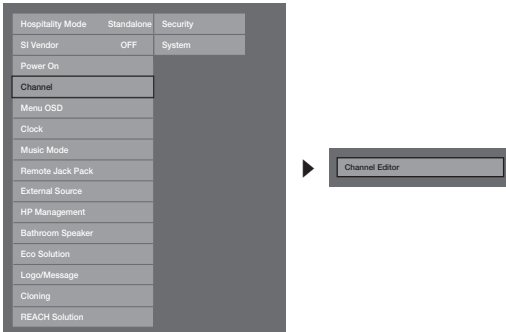 Hospitality Mode Standalone Security
SI Vendor OFF System
Power On
Channel
Menu OSD
Clock
Music Mode
Remote Jack Pack
External Source
HP Management
Bathroom Speaker
Eco Solution
Logo/Message
Cloning
REACH Solution
Channel Editor